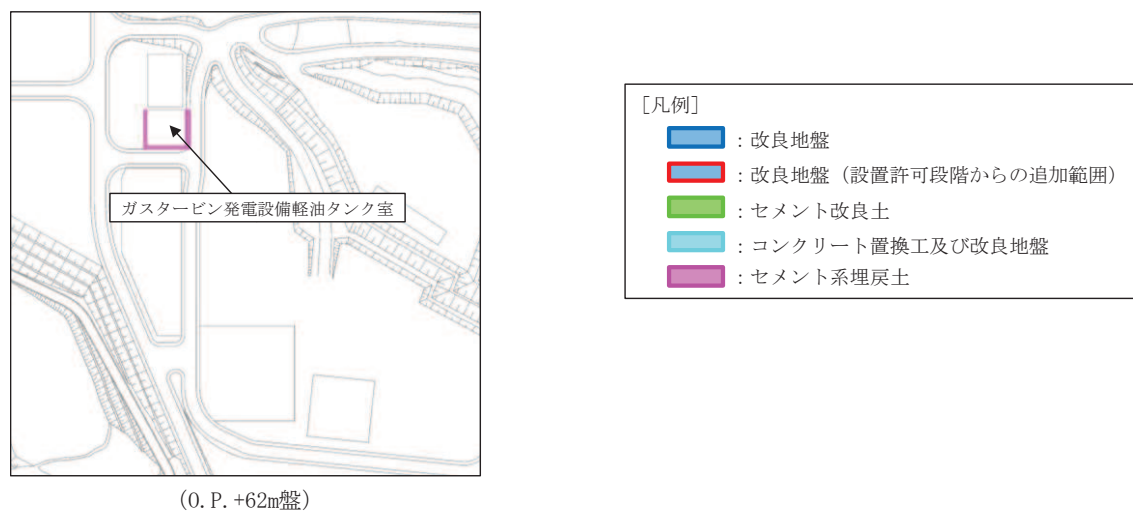 ガスタービン発電設備軽油タンク室
(O.P.+62m盤)
[凡例]
：改良地盤
：改良地盤（設置許可段階からの追加範囲）
：セメント改良土
：コンクリート置換工及び改良地盤
：セメント系埋戻土